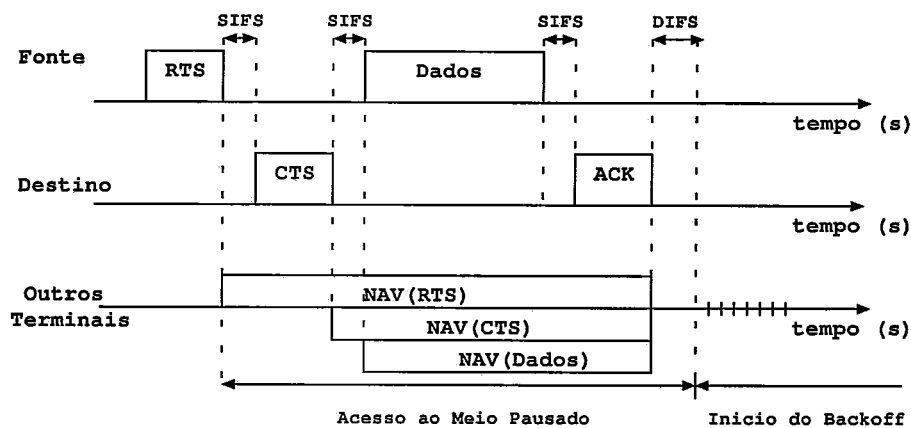 SIFS SIFS SIFS DIFS
Fonte
RTS Dados
tempo (s)
Destino
CTS ACK
tempo (s)
Outros
Terminais
NAV(RTS)
tempo (s)
NAV(CTS)
NAV(Dados)
Acesso ao Meio Pausado Inicio do Backoff